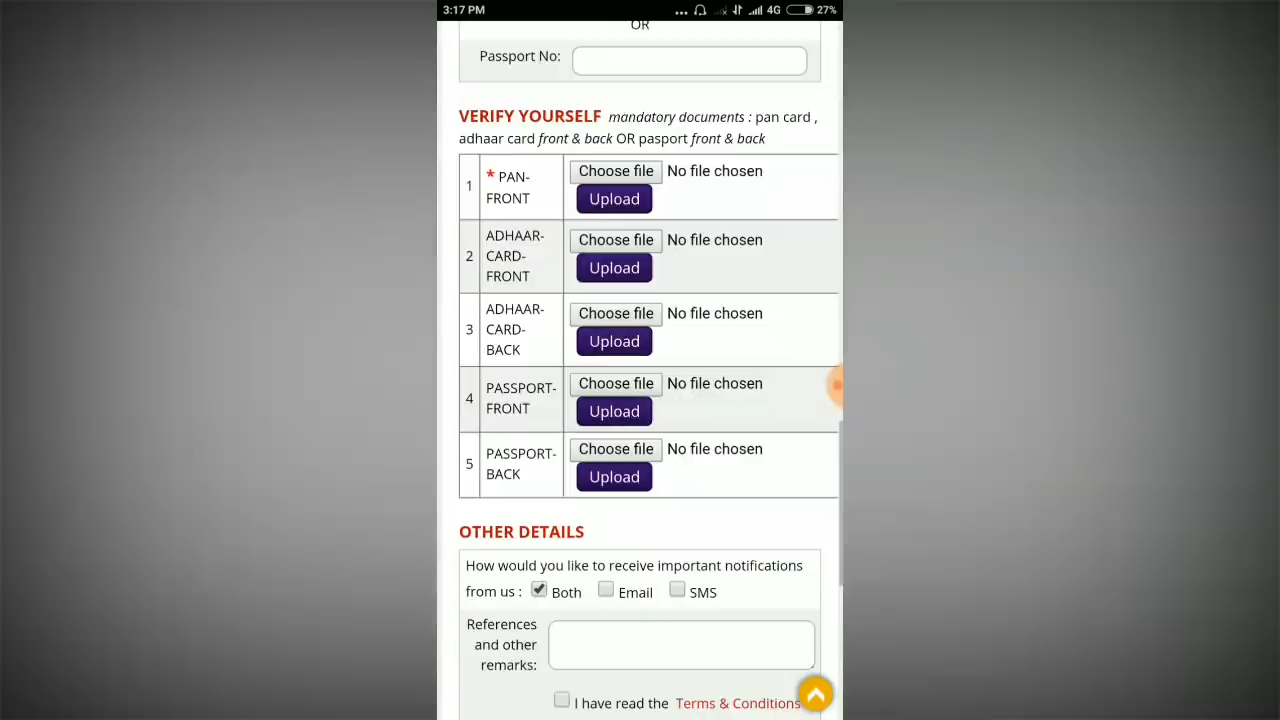 3:17 PM ... 4G 27%
OR
Passport No:
VERIFY YOURSELF mandatory documents : pan card ,
adhaar card front & back OR pasport front & back
1 * PAN-FRONT Choose file No file chosen
Upload
2 ADHAAR-CARD-FRONT Choose file No file chosen
Upload
3 ADHAAR-CARD-BACK Choose file No file chosen
Upload
4 PASSPORT-FRONT Choose file No file chosen
Upload
5 PASSPORT-BACK Choose file No file chosen
Upload
OTHER DETAILS
How would you like to receive important notifications
from us : Both Email SMS
References
and other
remarks:
I have read the Terms & Conditions